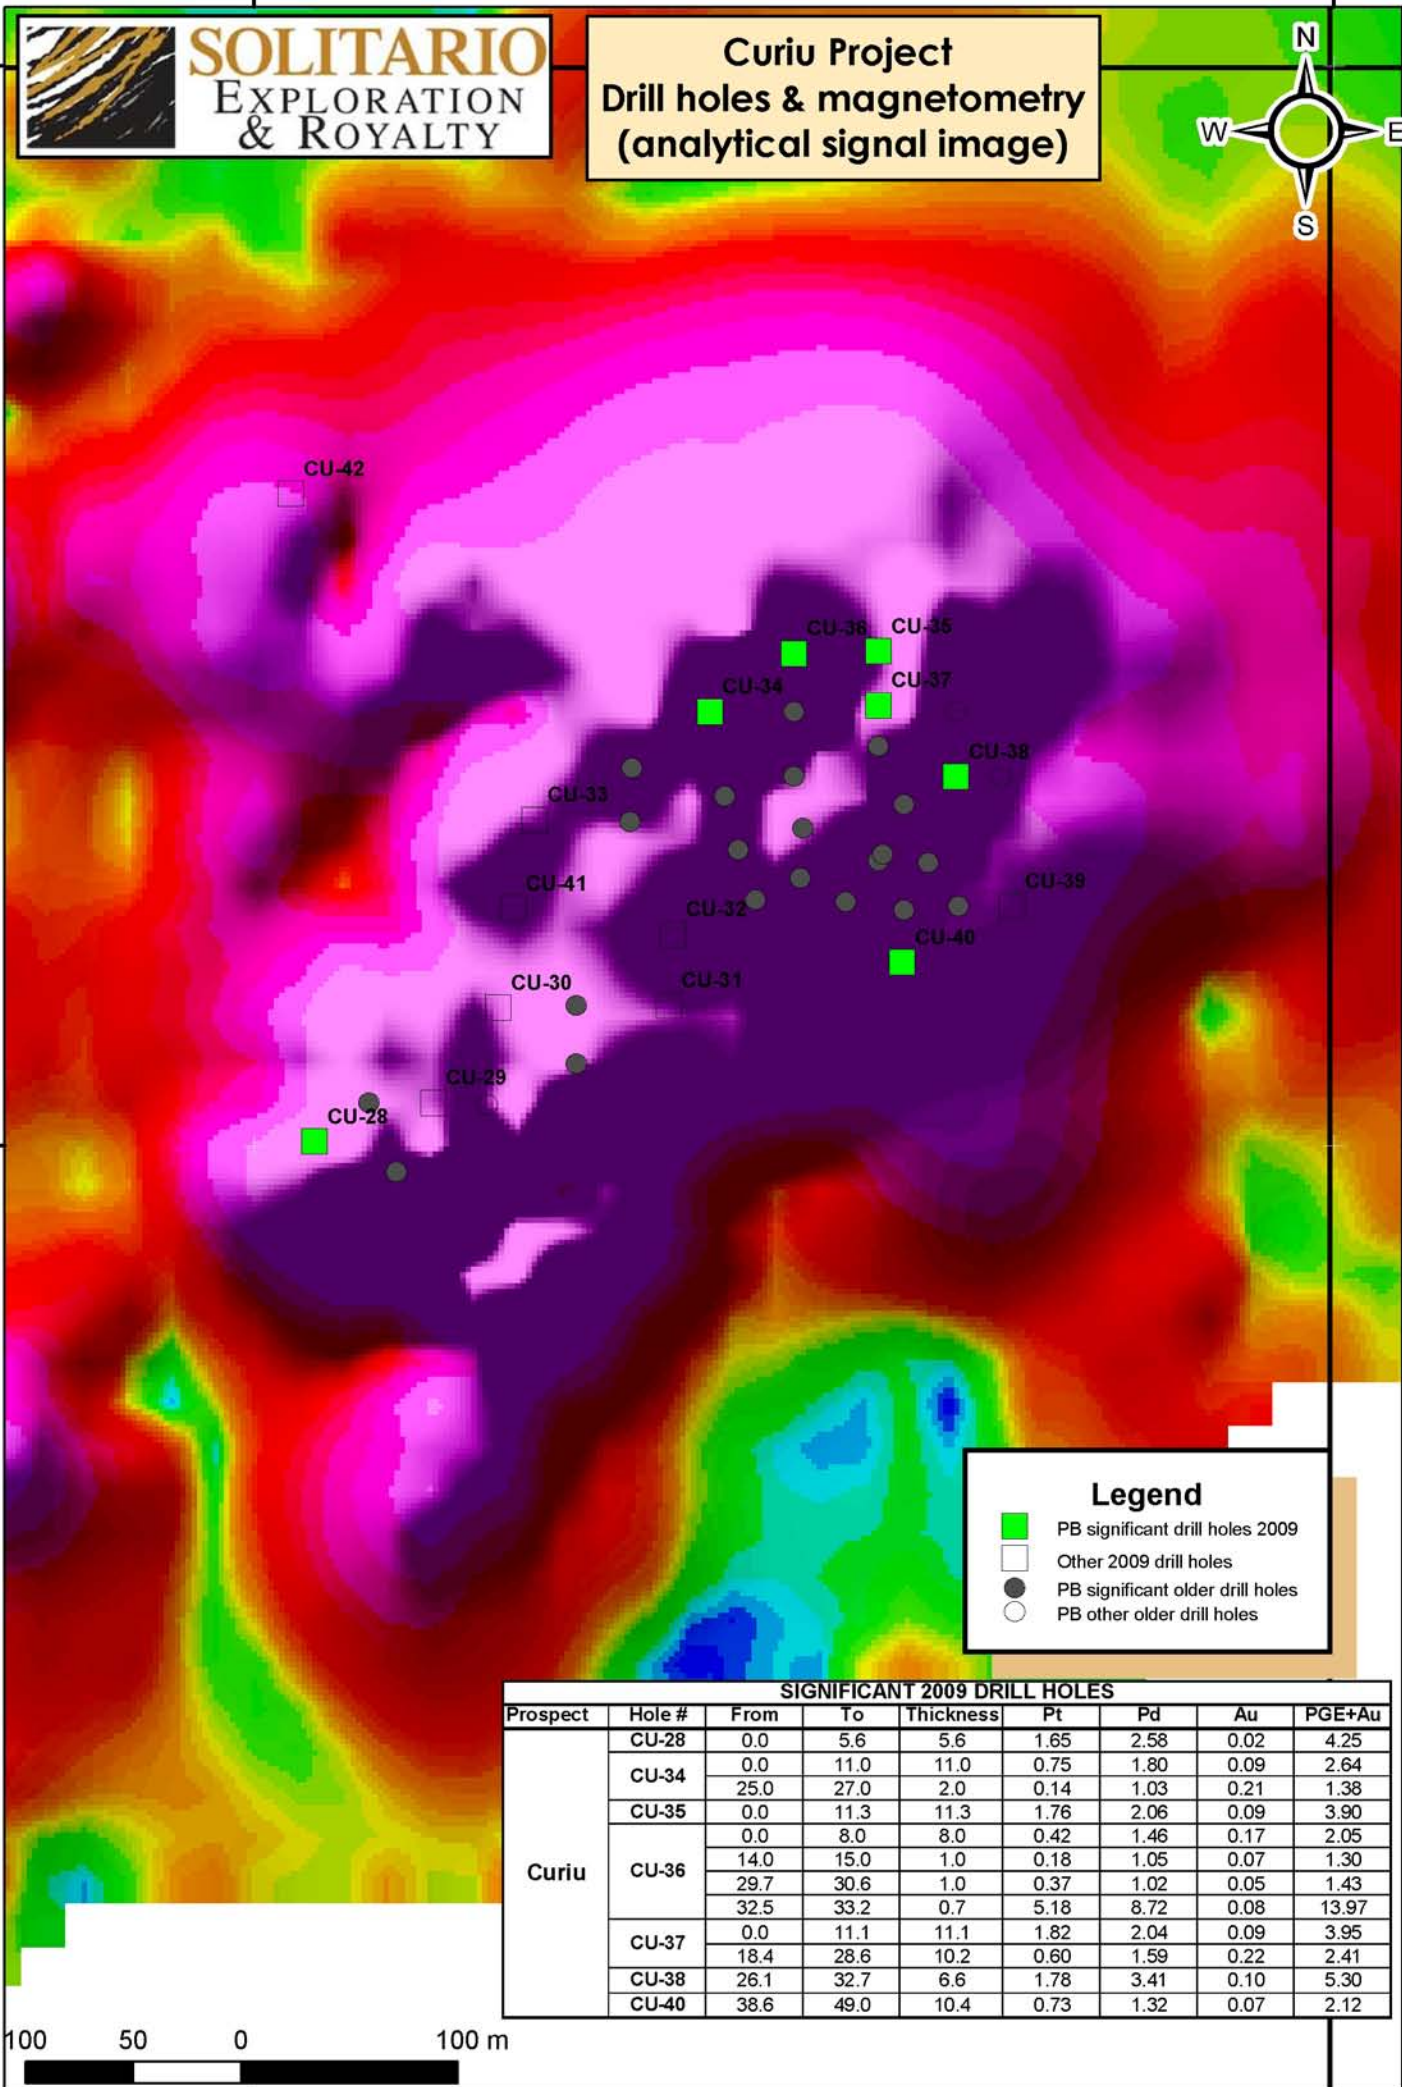 SOLITARIO
EXPLORATION
& ROYALTY
Curiu Project
Drill holes & magnetometry
(analytical signal image)
N
W
E
S
CU-42
CU-36
CU-35
CU-34
CU-37
CU-38
CU-33
CU-41
CU-39
CU-32
CU-40
CU-30
CU-31
CU-29
CU-28
Legend
PB significant drill holes 2009
Other 2009 drill holes
PB significant older drill holes
PB other older drill holes
SIGNIFICANT 2009 DRILL HOLES
Prospect Hole # From To Thickness Pt Pd Au PGE+Au
Curiu
CU-28 0.0 5.6 5.6 1.65 2.58 0.02 4.25
CU-34 0.0 11.0 11.0 0.75 1.80 0.09 2.64
25.0 27.0 2.0 0.14 1.03 0.21 1.38
CU-35 0.0 11.3 11.3 1.76 2.06 0.09 3.90
CU-36 0.0 8.0 8.0 0.42 1.46 0.17 2.05
14.0 15.0 1.0 0.18 1.05 0.07 1.30
29.7 30.6 1.0 0.37 1.02 0.05 1.43
32.5 33.2 0.7 5.18 8.72 0.08 13.97
CU-37 0.0 11.1 11.1 1.82 2.04 0.09 3.95
18.4 28.6 10.2 0.60 1.59 0.22 2.41
CU-38 26.1 32.7 6.6 1.78 3.41 0.10 5.30
CU-40 38.6 49.0 10.4 0.73 1.32 0.07 2.12
100 50 0 100 m